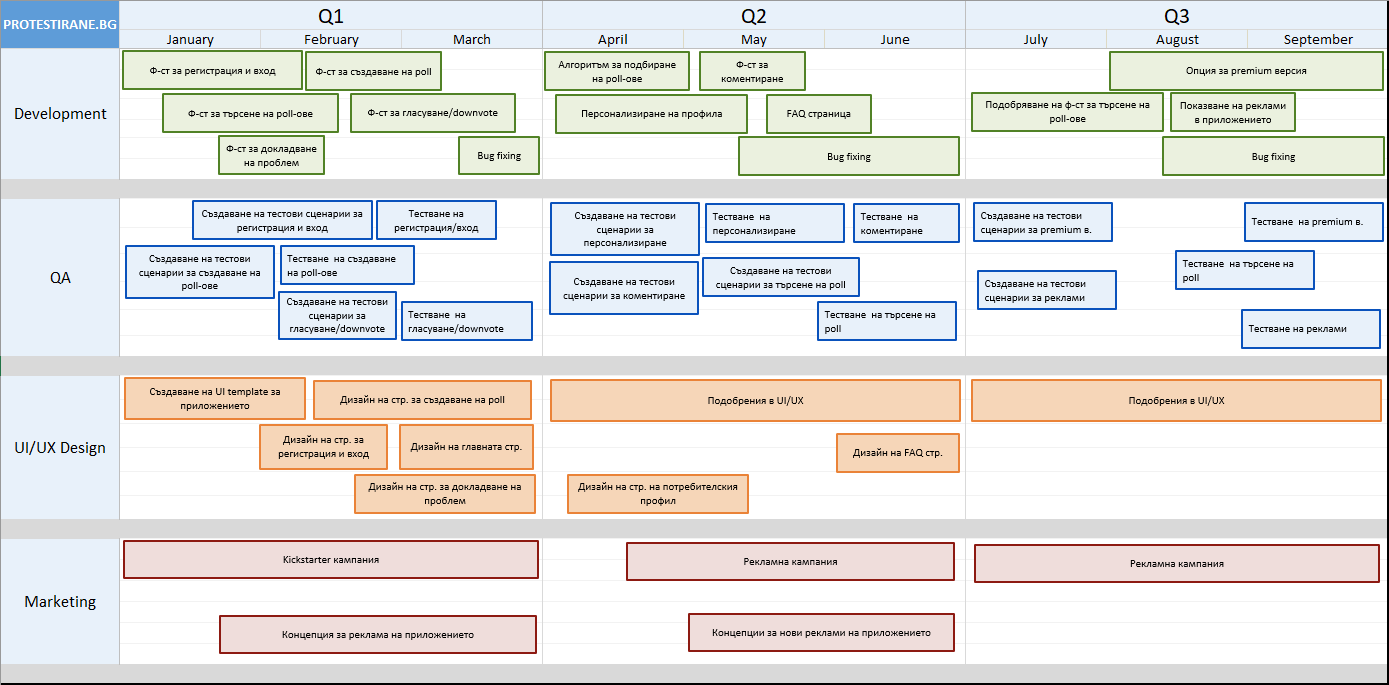 PROTESTIRANE.BG
Q1
Q2
Q3
January
February
March
April
May
June
July
August
September
Development
Ф-ст за регистрация и вход
Ф-ст за създаване на poll
Ф-ст за търсене на poll-ове
Ф-ст за гласуване/downvote
Ф-ст за докладване
на проблем
Bug fixing
Алгоритъм за подбиране
на poll-ове
Ф-ст за
коментиране
Персонализиране на профила
FAQ страница
Bug fixing
Опция за premium версия
Подобряване на ф-ст за търсене на
poll-ове
Показване на реклами
в приложението
Bug fixing
QA
Създаване на тестови сценарии за
регистрация и вход
Тестване на
регистрация/вход
Създаване на тестови
сценарии за създаване на
poll-ове
Тестване  на създаване
на poll-ове
Създаване на тестови
сценарии за
гласуване/downvote
Тестване  на
гласуване/downvote
Създаване на тестови
сценарии за
персонализиране
Тестване  на
персонализиране
Тестване  на
коментиране
Създаване на тестови
сценарии за коментиране
Създаване на тестови
сценарии за търсене на poll
Тестване  на търсене на
poll
Създаване на тестови
сценарии за premium в.
Тестване  на premium в.
Тестване  на търсене на
poll
Създаване на тестови
сценарии за реклами
Тестване на реклами
UI/UX Design
Създаване на UI template за
приложението
Дизайн на стр. за създаване на poll
Дизайн на стр. за
регистрация и вход
Дизайн на главната стр.
Дизайн на стр. за докладване на
проблем
Подобрения в UI/UX
Дизайн на FAQ стр.
Дизайн на стр. на потребителския
профил
Подобрения в UI/UX
Marketing
Kickstarter кампания
Концепция за реклама на приложението
Рекламна кампания
Концепции за нови реклами на приложението
Рекламна кампания